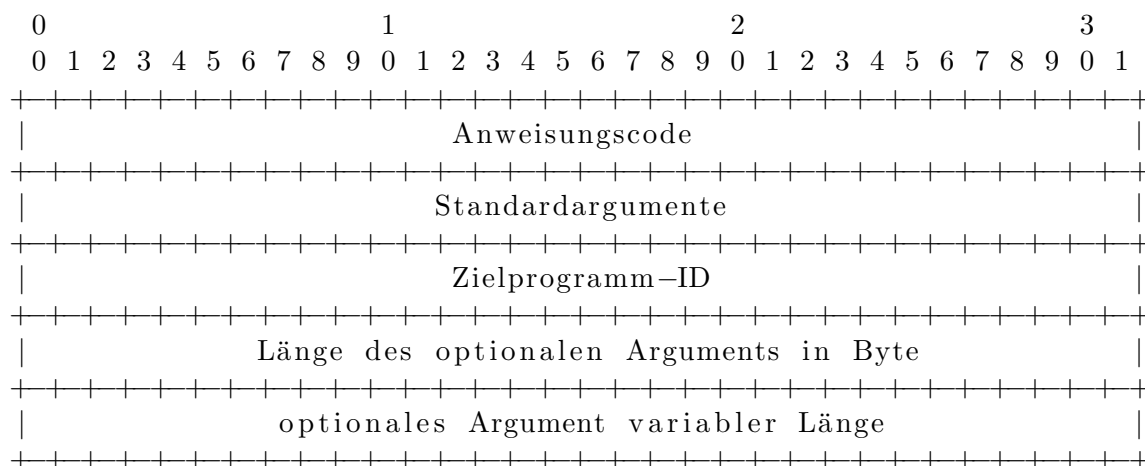 0 1 2 3
0 1 2 3 4 5 6 7 8 9 0 1 2 3 4 5 6 7 8 9 0 1 2 3 4 5 6 7 8 9 0 1
+—+—+—+—+—+—+—+—+—+—+—+—+—+—+—+—+—+—+—+—+—+—+—+—+—+—+—+—+—+—+—+—+
| Anweisungscode |
+—+—+—+—+—+—+—+—+—+—+—+—+—+—+—+—+—+—+—+—+—+—+—+—+—+—+—+—+—+—+—+—+
| Standardargumente |
+—+—+—+—+—+—+—+—+—+—+—+—+—+—+—+—+—+—+—+—+—+—+—+—+—+—+—+—+—+—+—+—+
| Zielprogramm−ID |
+—+—+—+—+—+—+—+—+—+—+—+—+—+—+—+—+—+—+—+—+—+—+—+—+—+—+—+—+—+—+—+—+
| Länge des optionalen Arguments in Byte |
+—+—+—+—+—+—+—+—+—+—+—+—+—+—+—+—+—+—+—+—+—+—+—+—+—+—+—+—+—+—+—+—+
| optionales Argument variabler Länge |
+—+—+—+—+—+—+—+—+—+—+—+—+—+—+—+—+—+—+—+—+—+—+—+—+—+—+—+—+—+—+—+—+